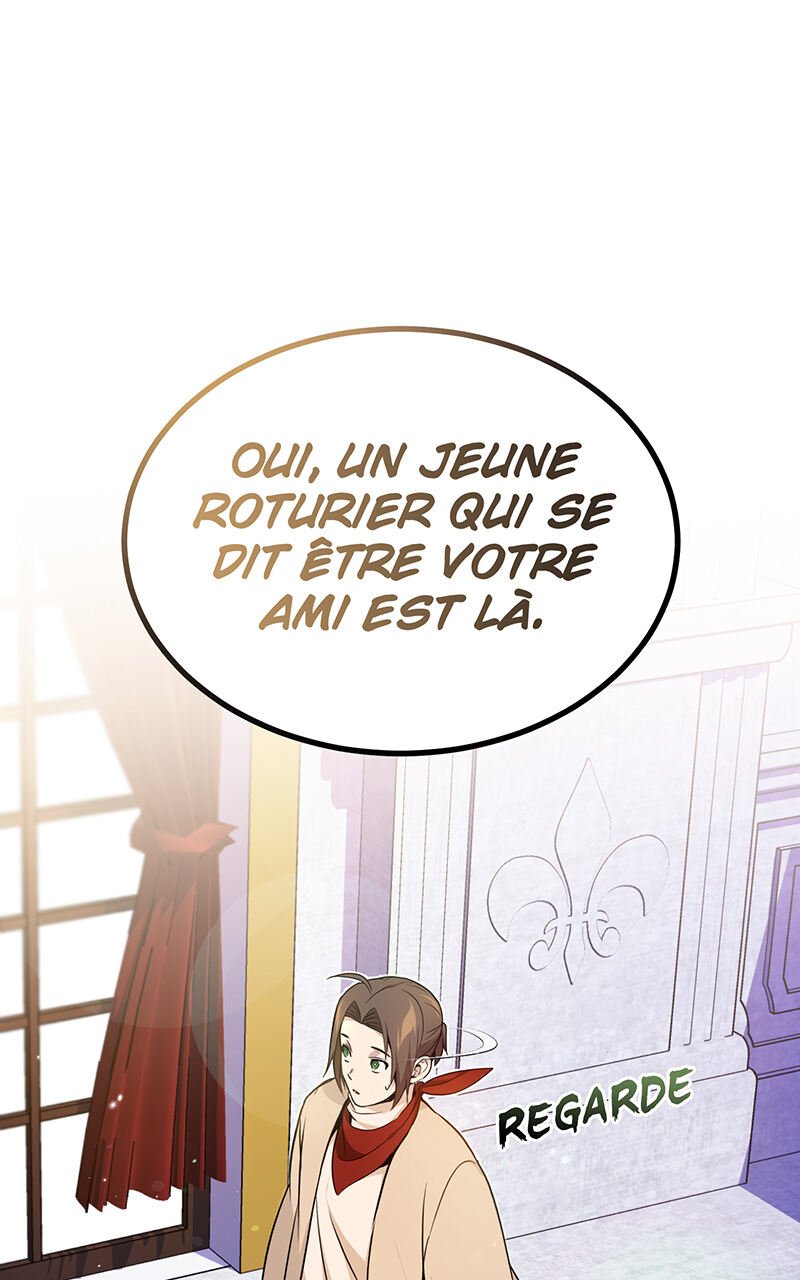 OUI, UN JEUNE
ROTURIER QUI SE
DIT ÊTRE VOTRE
AMI EST LÀ.
REGARDE